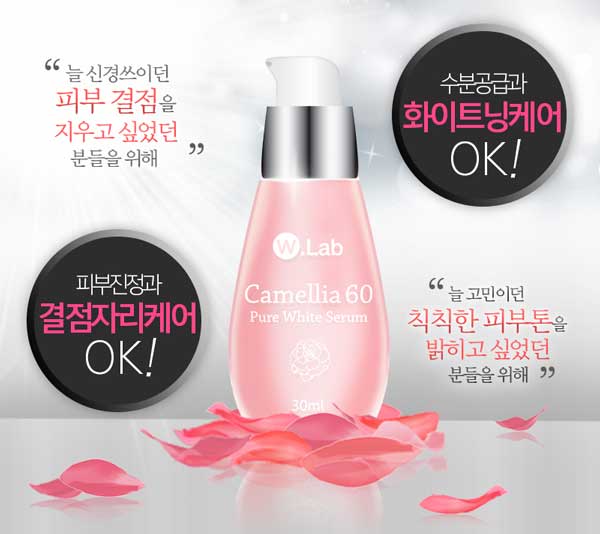 “ 늘 신경쓰이던
피부 결점을
지우고 싶었던
분들을 위해 ”
수분공급과
화이트닝케어
OK!
피부진정과
결점자리케어
OK!
W.Lab
Camellia 60
Pure White Serum
30ml
“ 늘 고민이던
칙칙한 피부톤을
밝히고 싶었던
분들을 위해 ”